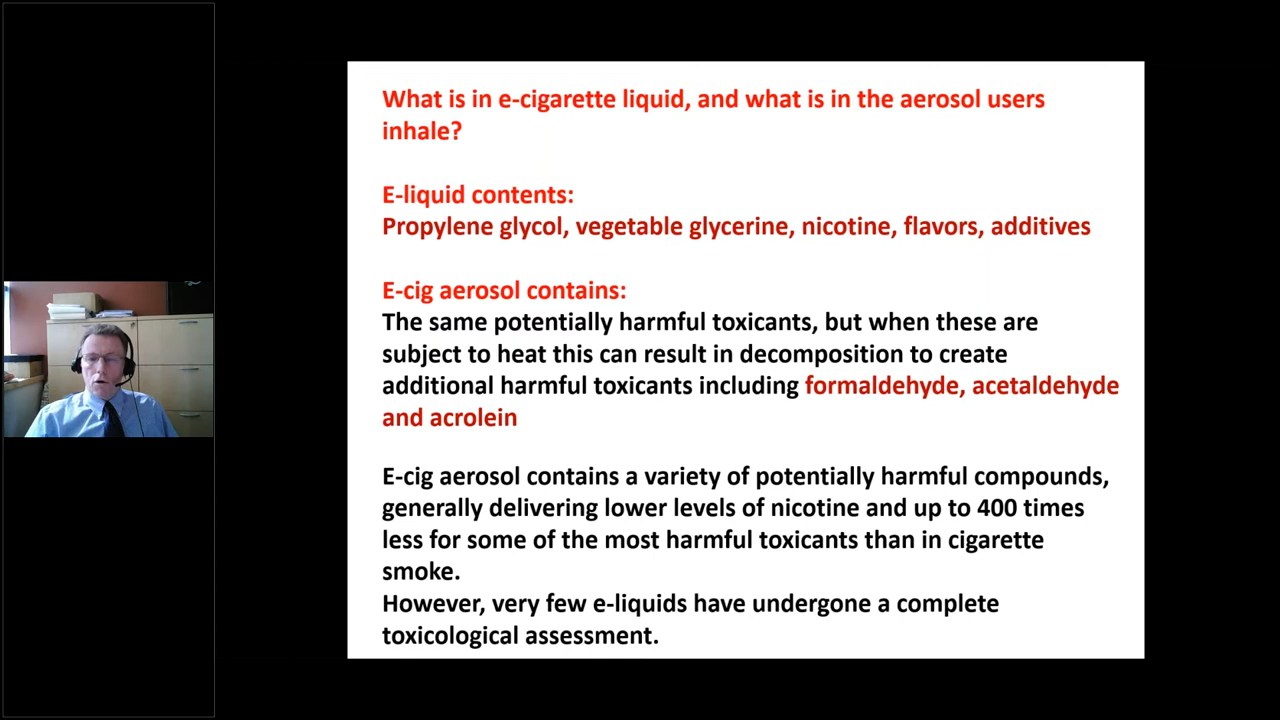 What is in e-cigarette liquid, and what is in the aerosol users
inhale?
E-liquid contents:
Propylene glycol, vegetable glycerine, nicotine, flavors, additives
E-cig aerosol contains:
The same potentially harmful toxicants, but when these are
subject to heat this can result in decomposition to create
additional harmful toxicants including formaldehyde, acetaldehyde
and acrolein
E-cig aerosol contains a variety of potentially harmful compounds,
generally delivering lower levels of nicotine and up to 400 times
less for some of the most harmful toxicants than in cigarette
smoke.
However, very few e-liquids have undergone a complete
toxicological assessment.